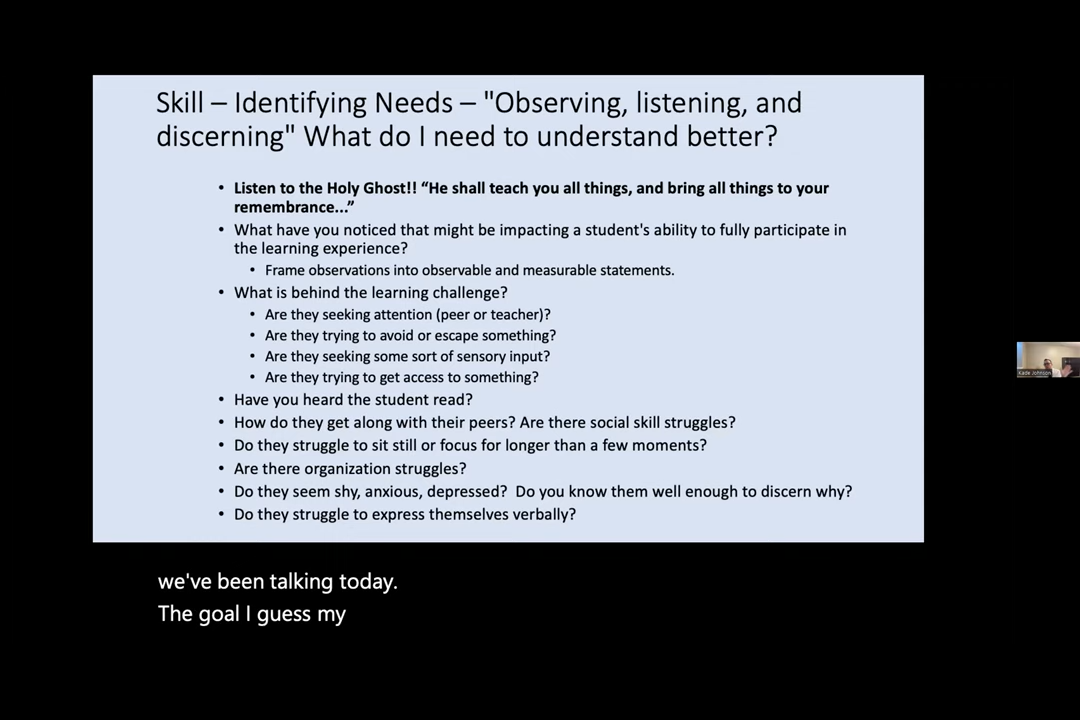 Skill – Identifying Needs – "Observing, listening, and
discerning" What do I need to understand better?
• Listen to the Holy Ghost!! “He shall teach you all things, and bring all things to your
remembrance...”
• What have you noticed that might be impacting a student's ability to fully participate in
the learning experience?
• Frame observations into observable and measurable statements.
• What is behind the learning challenge?
• Are they seeking attention (peer or teacher)?
• Are they trying to avoid or escape something?
• Are they seeking some sort of sensory input?
• Are they trying to get access to something?
• Have you heard the student read?
• How do they get along with their peers? Are there social skill struggles?
• Do they struggle to sit still or focus for longer than a few moments?
• Are there organization struggles?
• Do they seem shy, anxious, depressed?  Do you know them well enough to discern why?
• Do they struggle to express themselves verbally?
Kade Johnson
we've been talking today.
The goal I guess my